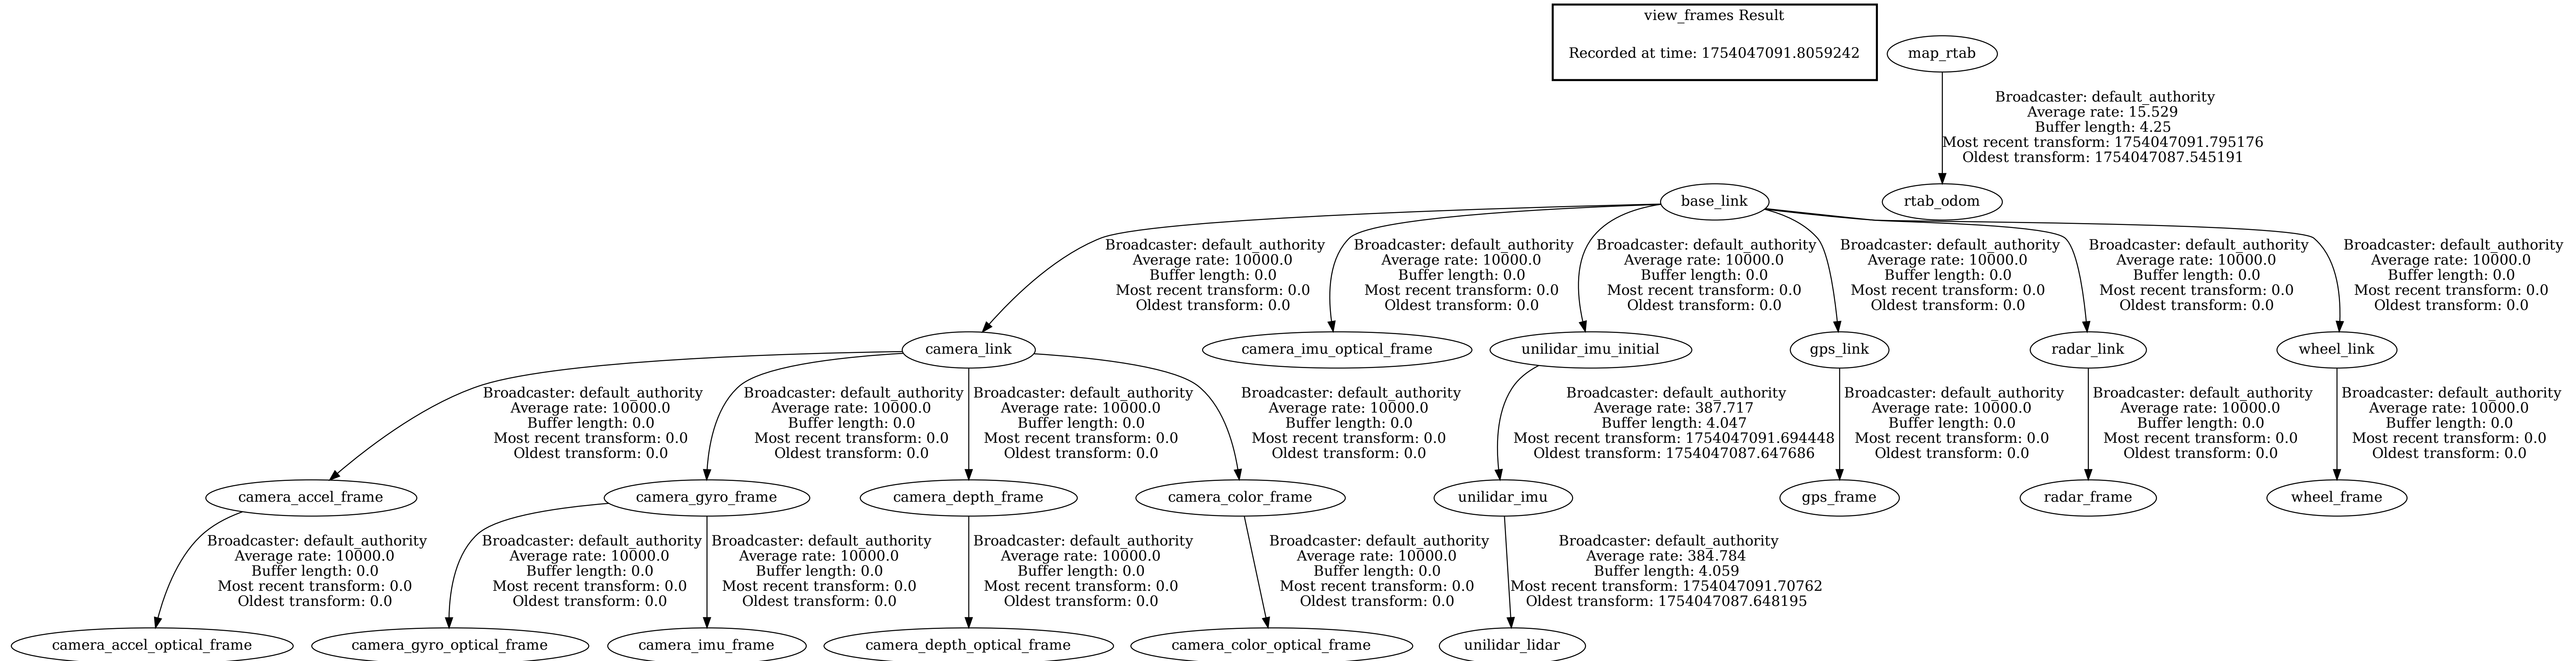 view_frames Result
Recorded at time: 1754047091.8059242
map_rtab
Broadcaster: default_authority
Average rate: 15.529
Buffer length: 4.25
Most recent transform: 1754047091.795176
Oldest transform: 1754047087.545191
base_link
rtab_odom
Broadcaster: default_authority
Average rate: 10000.0
Buffer length: 0.0
Most recent transform: 0.0
Oldest transform: 0.0
Broadcaster: default_authority
Average rate: 10000.0
Buffer length: 0.0
Most recent transform: 0.0
Oldest transform: 0.0
Broadcaster: default_authority
Average rate: 10000.0
Buffer length: 0.0
Most recent transform: 0.0
Oldest transform: 0.0
Broadcaster: default_authority
Average rate: 10000.0
Buffer length: 0.0
Most recent transform: 0.0
Oldest transform: 0.0
Broadcaster: default_authority
Average rate: 10000.0
Buffer length: 0.0
Most recent transform: 0.0
Oldest transform: 0.0
Broadcaster: default_authority
Average rate: 10000.0
Buffer length: 0.0
Most recent transform: 0.0
Oldest transform: 0.0
camera_link
camera_imu_optical_frame
unilidar_imu_initial
gps_link
radar_link
wheel_link
Broadcaster: default_authority
Average rate: 10000.0
Buffer length: 0.0
Most recent transform: 0.0
Oldest transform: 0.0
Broadcaster: default_authority
Average rate: 10000.0
Buffer length: 0.0
Most recent transform: 0.0
Oldest transform: 0.0
Broadcaster: default_authority
Average rate: 10000.0
Buffer length: 0.0
Most recent transform: 0.0
Oldest transform: 0.0
Broadcaster: default_authority
Average rate: 10000.0
Buffer length: 0.0
Most recent transform: 0.0
Oldest transform: 0.0
Broadcaster: default_authority
Average rate: 387.717
Buffer length: 4.047
Most recent transform: 1754047091.694448
Oldest transform: 1754047087.647686
Broadcaster: default_authority
Average rate: 10000.0
Buffer length: 0.0
Most recent transform: 0.0
Oldest transform: 0.0
Broadcaster: default_authority
Average rate: 10000.0
Buffer length: 0.0
Most recent transform: 0.0
Oldest transform: 0.0
Broadcaster: default_authority
Average rate: 10000.0
Buffer length: 0.0
Most recent transform: 0.0
Oldest transform: 0.0
camera_accel_frame
camera_gyro_frame
camera_depth_frame
camera_color_frame
unilidar_imu
gps_frame
radar_frame
wheel_frame
Broadcaster: default_authority
Average rate: 10000.0
Buffer length: 0.0
Most recent transform: 0.0
Oldest transform: 0.0
Broadcaster: default_authority
Average rate: 10000.0
Buffer length: 0.0
Most recent transform: 0.0
Oldest transform: 0.0
Broadcaster: default_authority
Average rate: 10000.0
Buffer length: 0.0
Most recent transform: 0.0
Oldest transform: 0.0
Broadcaster: default_authority
Average rate: 10000.0
Buffer length: 0.0
Most recent transform: 0.0
Oldest transform: 0.0
Broadcaster: default_authority
Average rate: 10000.0
Buffer length: 0.0
Most recent transform: 0.0
Oldest transform: 0.0
Broadcaster: default_authority
Average rate: 384.784
Buffer length: 4.059
Most recent transform: 1754047091.70762
Oldest transform: 1754047087.648195
camera_accel_optical_frame
camera_gyro_optical_frame
camera_imu_frame
camera_depth_optical_frame
camera_color_optical_frame
unilidar_lidar